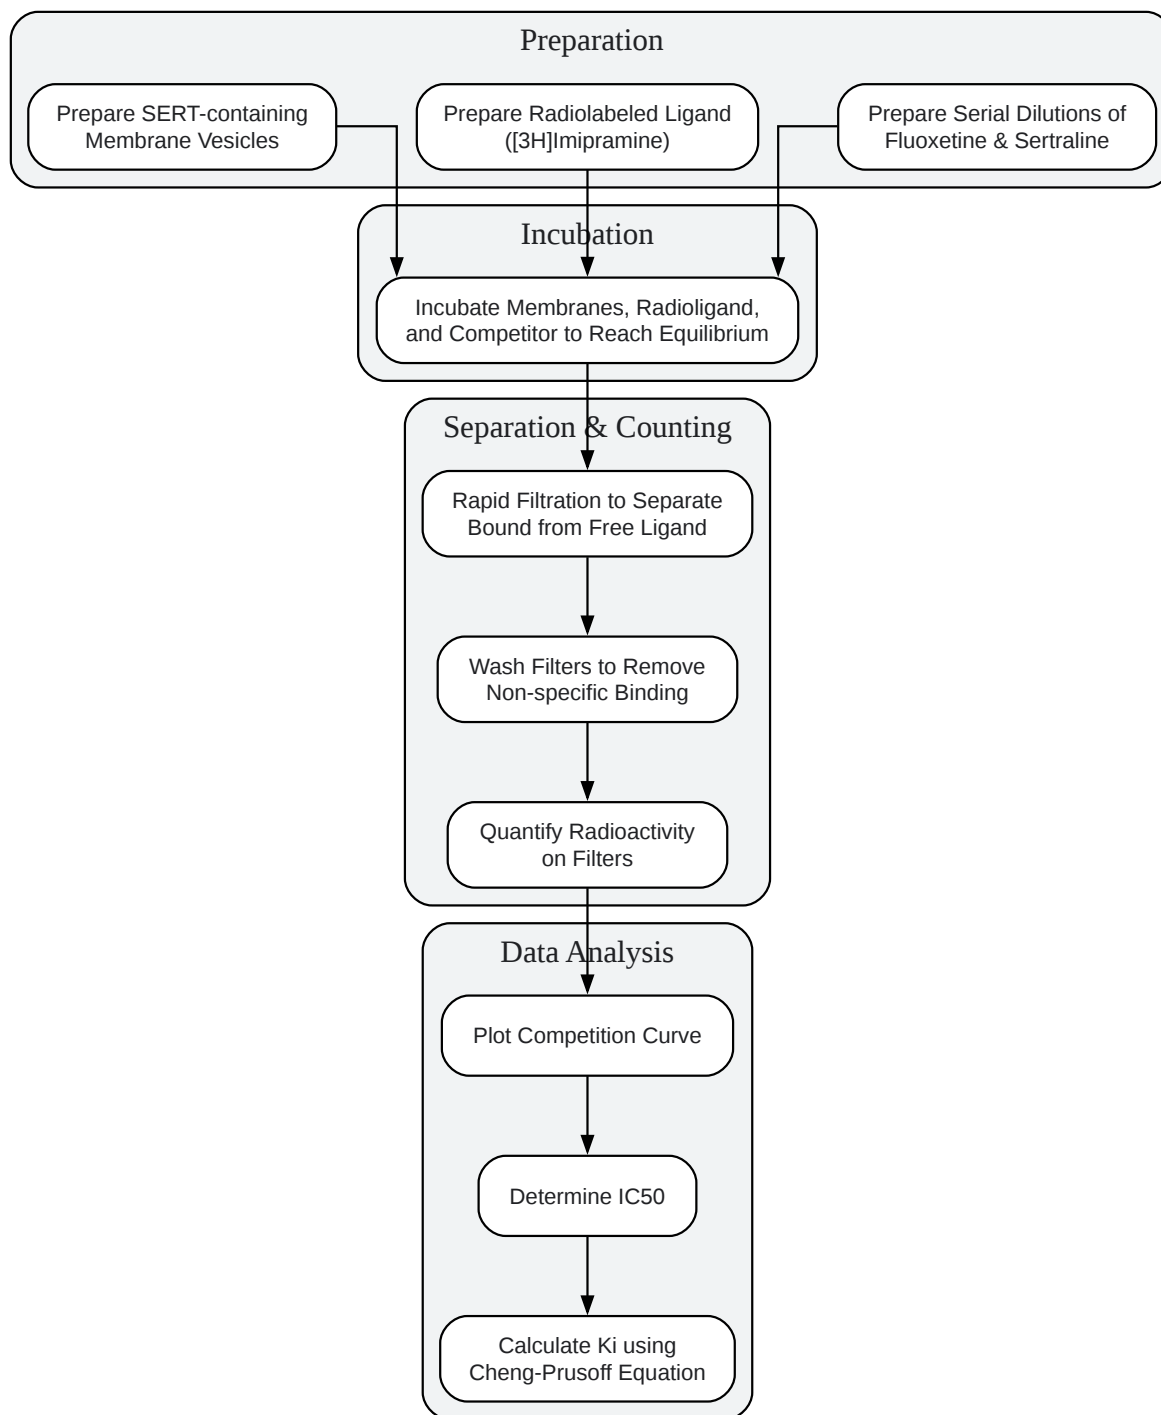 Preparation
Prepare SERT-containing
Membrane Vesicles
Prepare Radiolabeled Ligand
([3H]Imipramine)
Prepare Serial Dilutions of
Fluoxetine & Sertraline
Incubation
Incubate Membranes, Radioligand,
and Competitor to Reach Equilibrium
Separation & Counting
Rapid Filtration to Separate
Bound from Free Ligand
Wash Filters to Remove
Non-specific Binding
Quantify Radioactivity
on Filters
Data Analysis
Plot Competition Curve
Determine IC50
Calculate Ki using
Cheng-Prusoff Equation